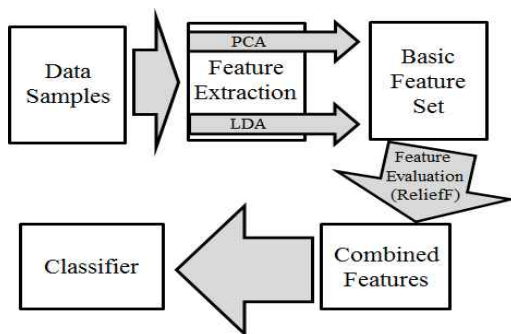 Data
Samples
PCA
Feature
Extraction
LDA
Basic
Feature
Set
Feature
Evaluation
(ReliefF)
Combined
Features
Classifier